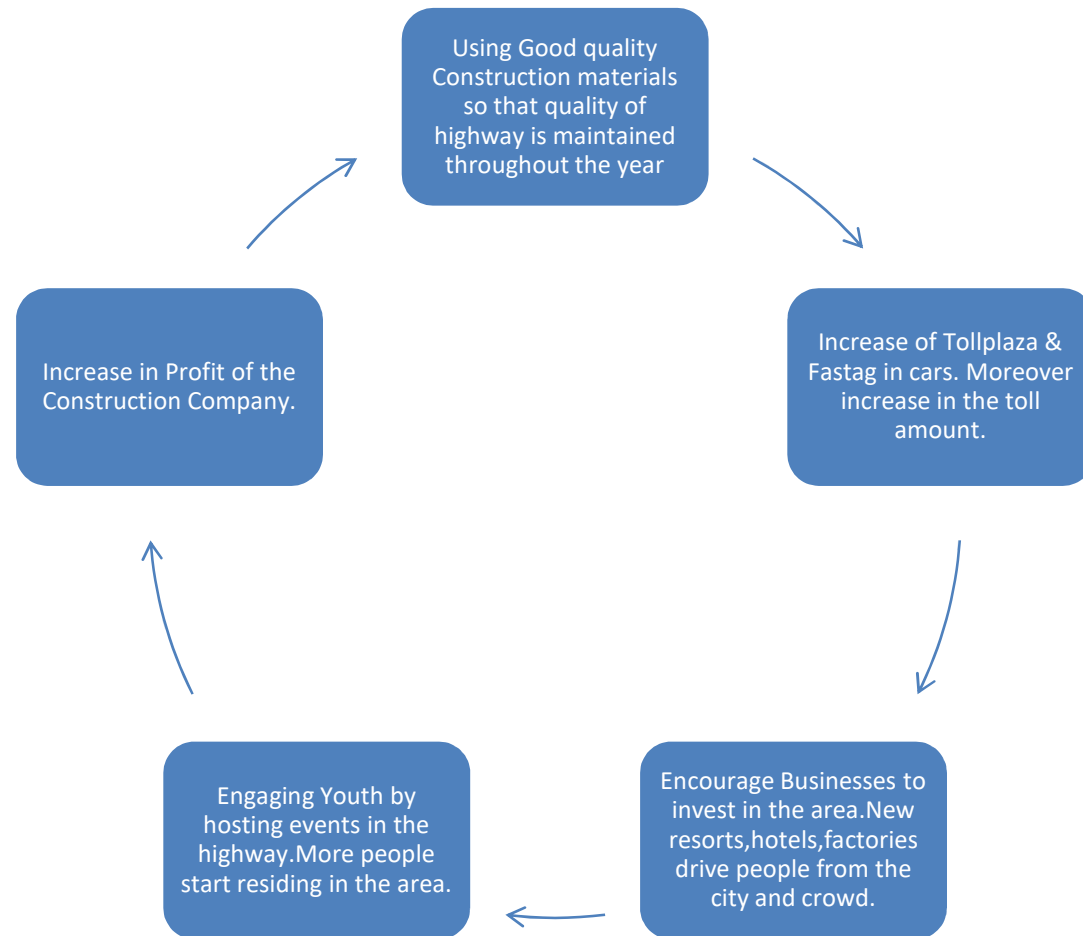 Using Good quality
Construction materials
so that quality of
highway is maintained
throughout the year
Increase of Tollplaza &
Fastag in cars. Moreover
increase in the toll
amount.
Encourage Businesses to
invest in the area.New
resorts,hotels,factories
drive people from the
city and crowd.
Engaging Youth by
hosting events in the
highway.More people
start residing in the area.
Increase in Profit of the
Construction Company.